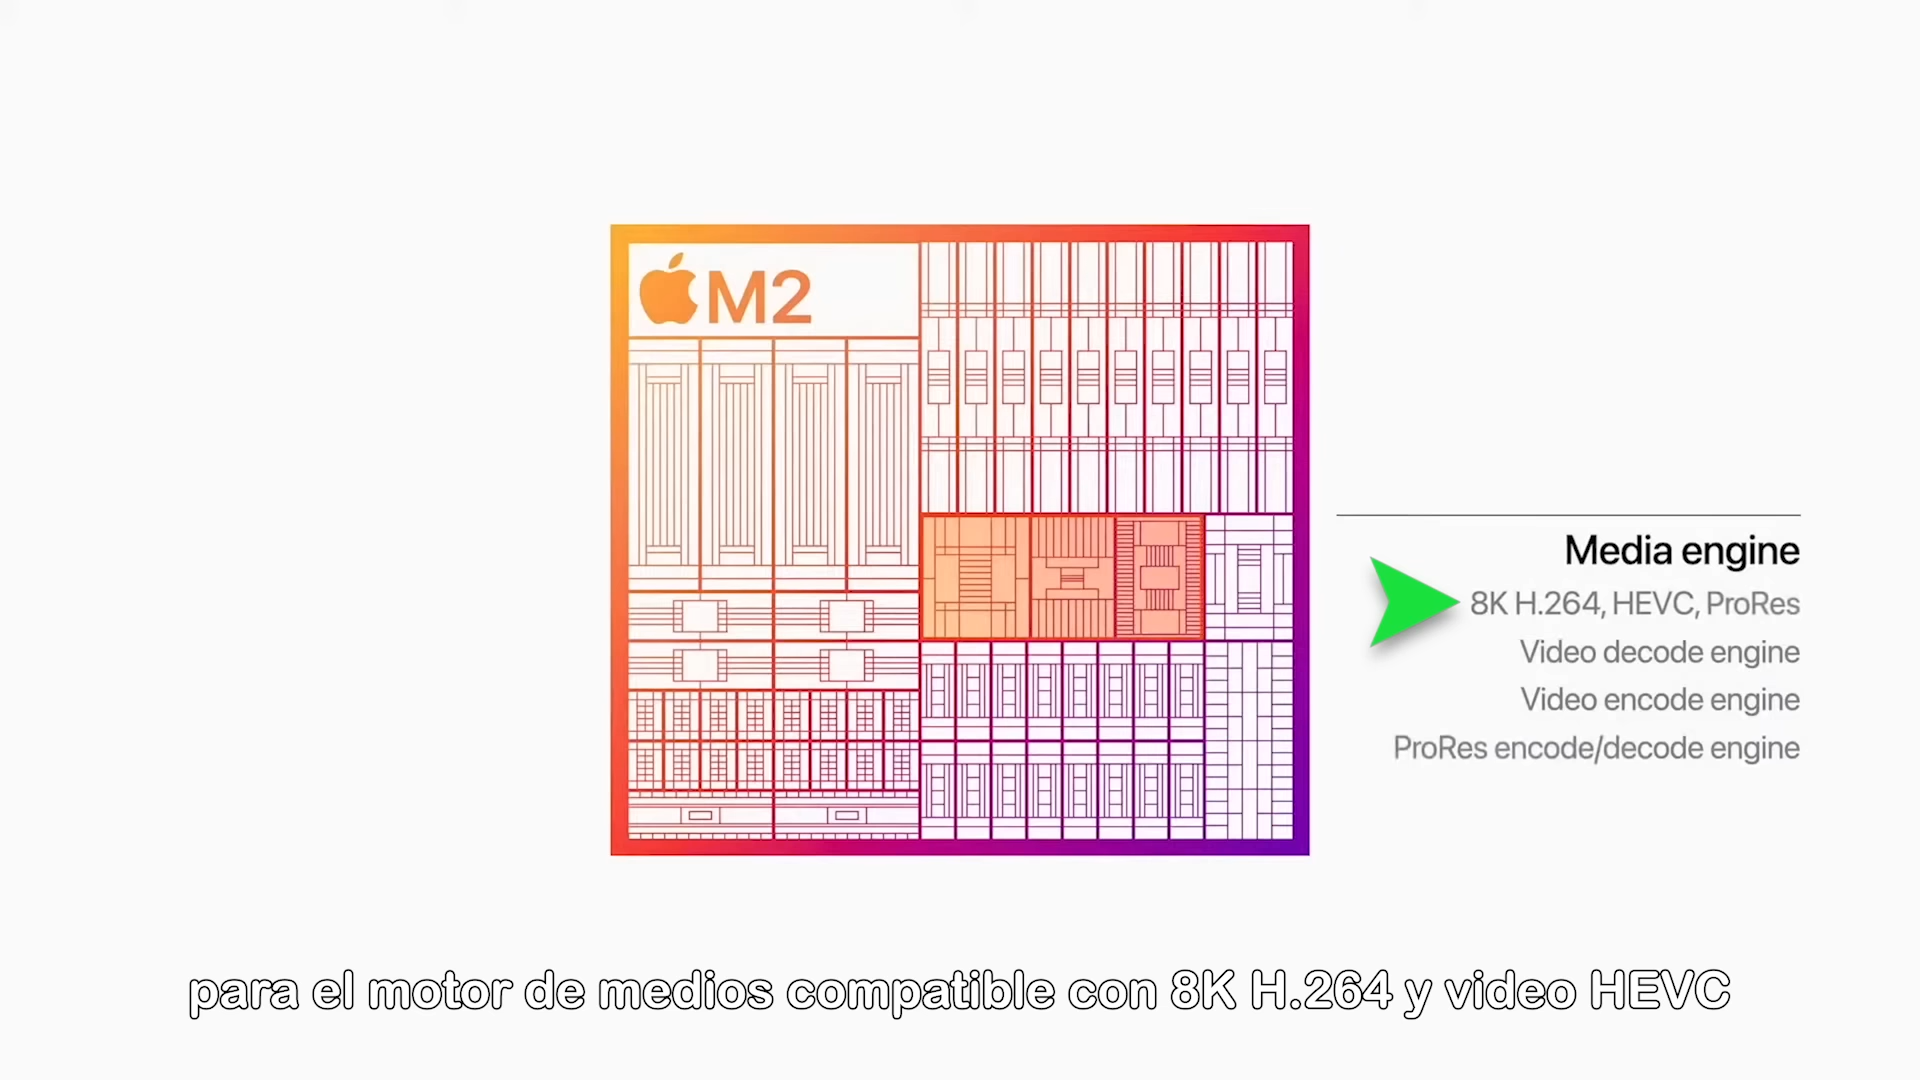 M2
Media engine
8K H.264, HEVC, ProRes
Video decode engine
Video encode engine
ProRes encode/decode engine
para el motor de medios compatible con 8K H.264 y video HEVC